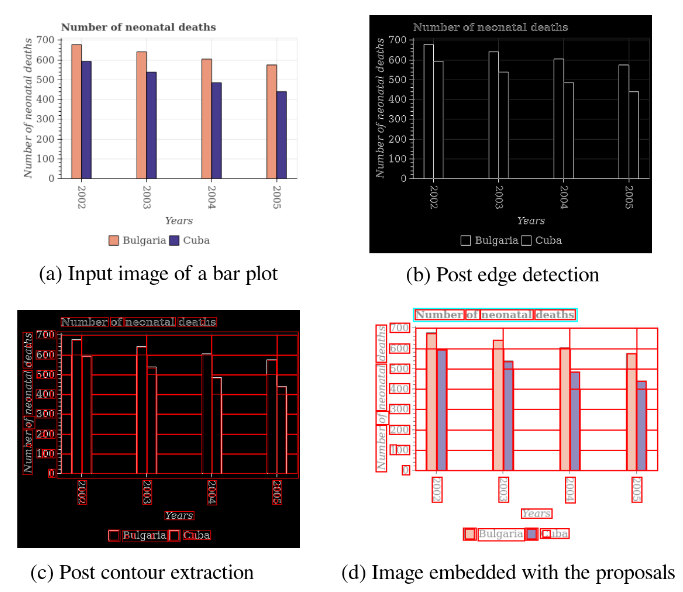 Number of neonatal deaths
700
600
500
400
300
200
100
0
Number of neonatal deaths
2002
2003
2004
2005
Years
Bulgaria Cuba
(a) Input image of a bar plot
Number of neonatal deaths
700
600
500
400
300
200
100
0
Number of neonatal deaths
2002
2003
2004
2005
Years
Bulgaria Cuba
(b) Post edge detection
Number of neonatal deaths
700
600
500
400
300
200
100
0
Number of neonatal deaths
2002
2003
2004
2005
Years
Bulgaria Cuba
(c) Post contour extraction
Number of neonatal deaths
700
600
500
400
300
200
100
0
Number of neonatal deaths
2002
2003
2004
2005
Years
Bulgaria Cuba
(d) Image embedded with the proposals